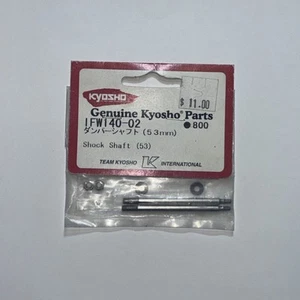 KYOSHO
$ 11.00
Genuine Kyosho Parts
IFW140-02 ●800
ダンパーシャフト (53mm)
Shock Shaft (53)
TEAM KYOSHO K INTERNATIONAL